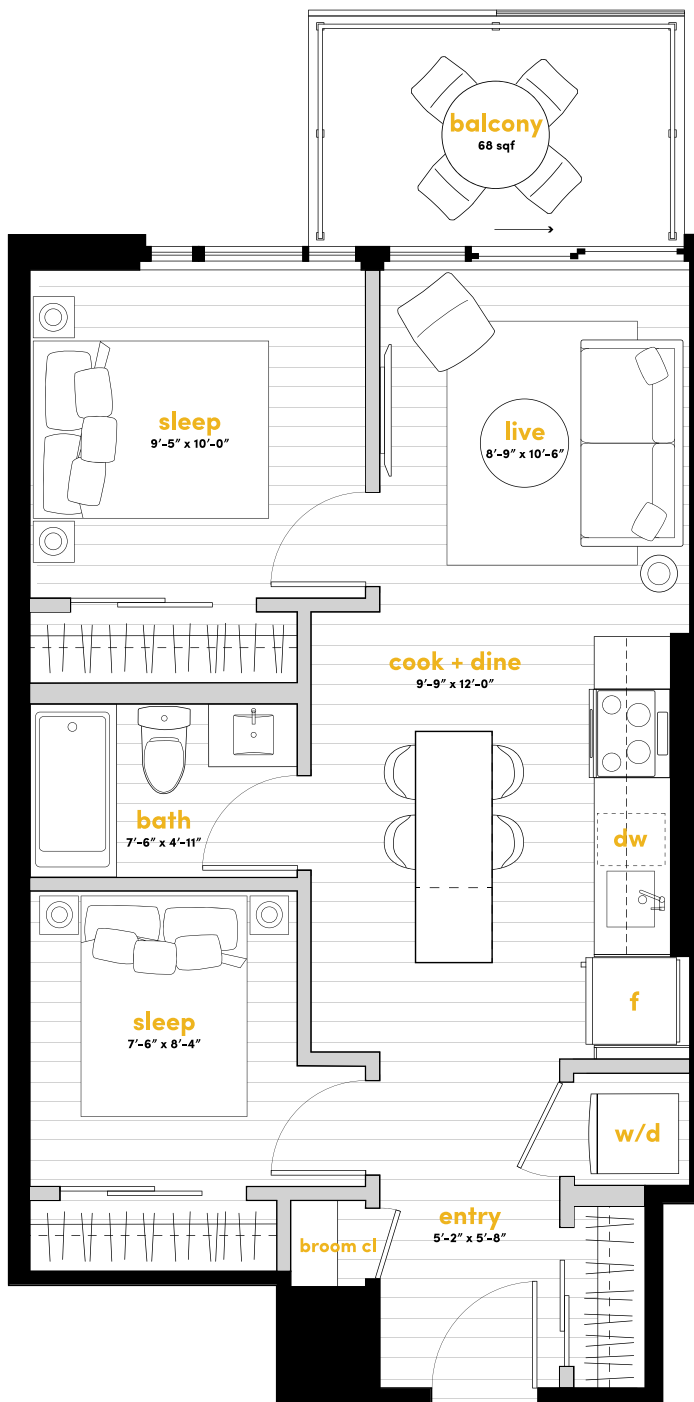 balcony
68 sqf
sleep
9'-5" x 10'-0"
live
8'-9" x 10'-6"
cook + dine
9'-9" x 12'-0"
bath
7'-6" x 4'-11"
dw
f
sleep
7'-6" x 8'-4"
w/d
entry
5'-2" x 5'-8"
broom cl